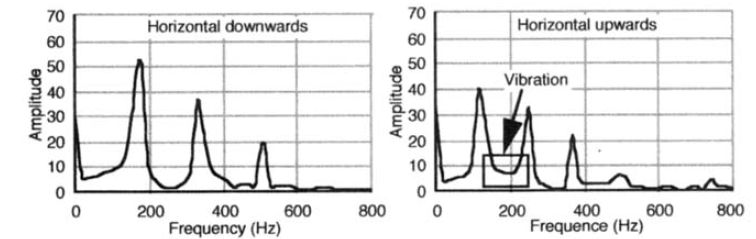 Horizontal downwards
70
60
50
40
30
20
10
0
Amplitude
0 200 400 600 800
Frequency (Hz)
Horizontal upwards
Vibration
70
60
50
40
30
20
10
0
Amplitude
0 200 400 600 800
Frequence (Hz)